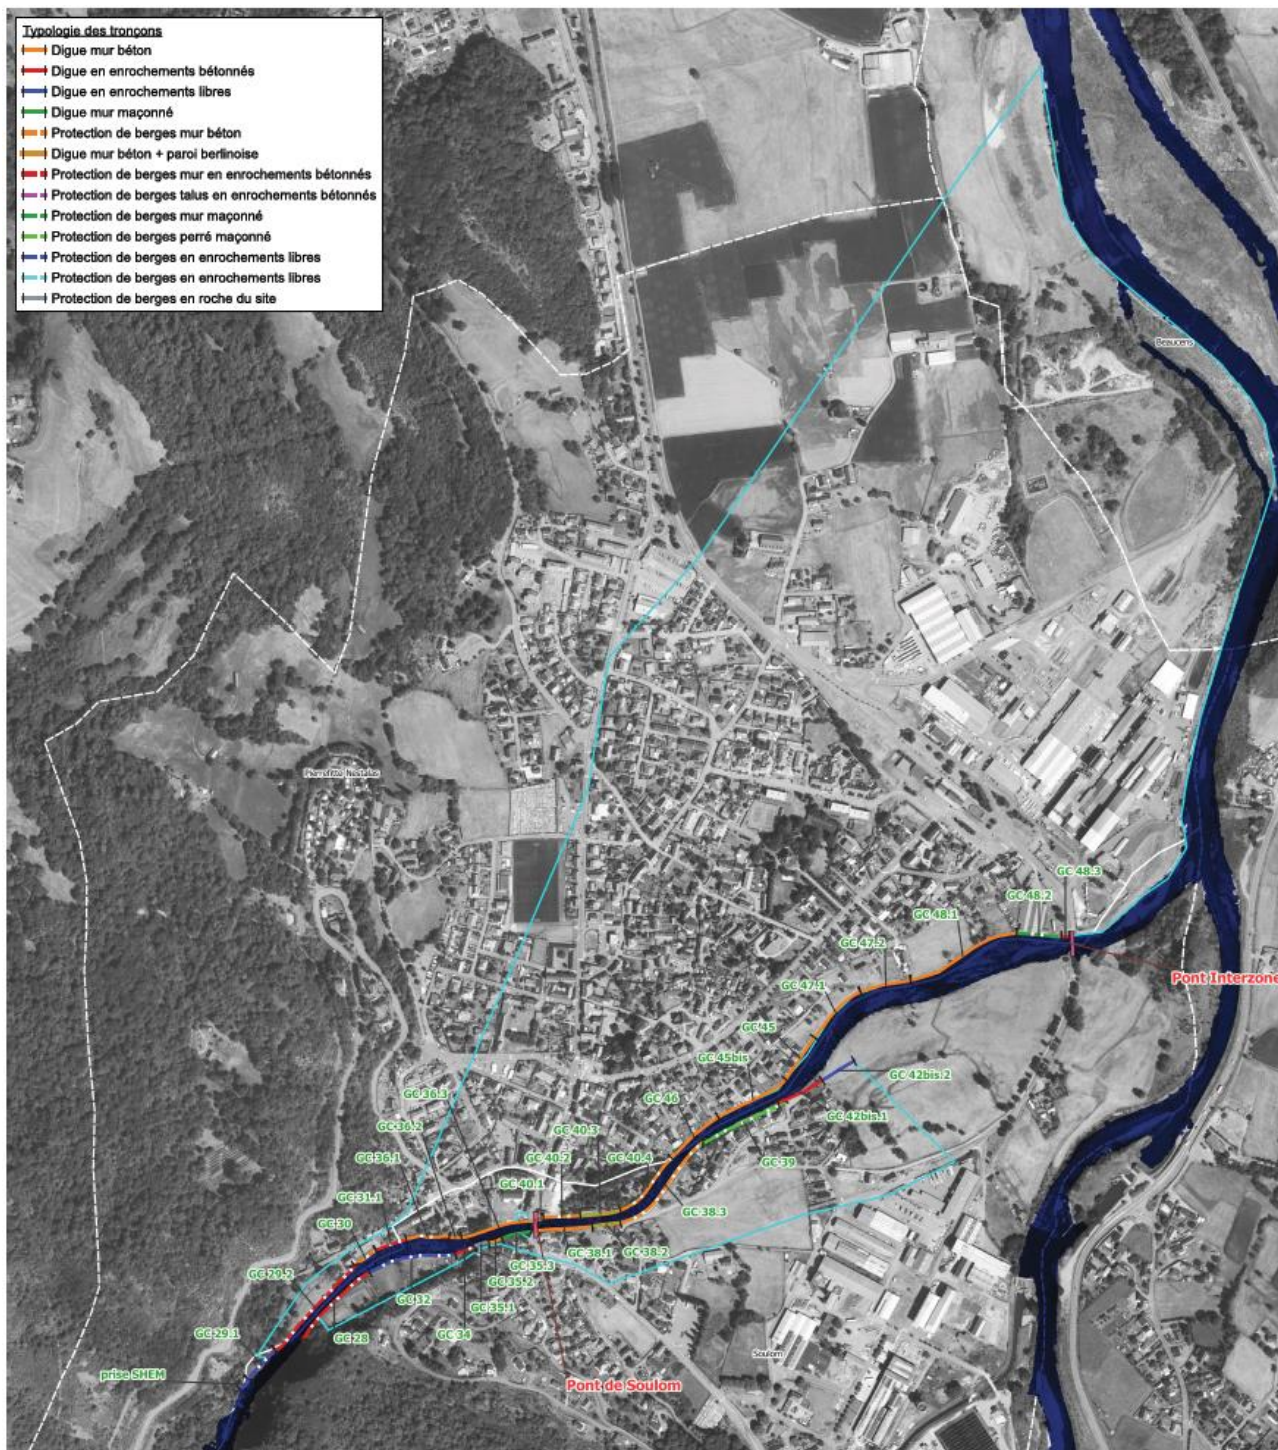 Typologie des tronçons
Digue mur béton
Digue en enrochements bétonnés
Digue en enrochements libres
Digue mur maçonné
Protection de berges mur béton
Digue mur béton + paroi berlinoise
Protection de berges mur en enrochements bétonnés
Protection de berges talus en enrochements bétonnés
Protection de berges mur maçonné
Protection de berges perré maçonné
Protection de berges en enrochements libres
Protection de berges en enrochements libres
Protection de berges en roche du site
Beaucens
Pierrefitte Nestalas
GC 48.3
GC 48.2
GC 48.1
GC 47.2
Pont Interzone
GC 47.1
GC 45
GC 45bis
GC 42bis.2
GC 36.3
GC 46
GC 42bis.1
GC 36.2
GC 40.3
GC 36.1
GC 40.2
GC 40.4
GC 39
GC 31.1
GC 40.1
GC 30
GC 38.3
GC 38.1
GC 38.2
GC 29.2
GC 35.3
GC 35.2
GC 32
GC 35.1
GC 29.1
GC 28
GC 34
Soulom
prise SHEM
Pont de Soulom